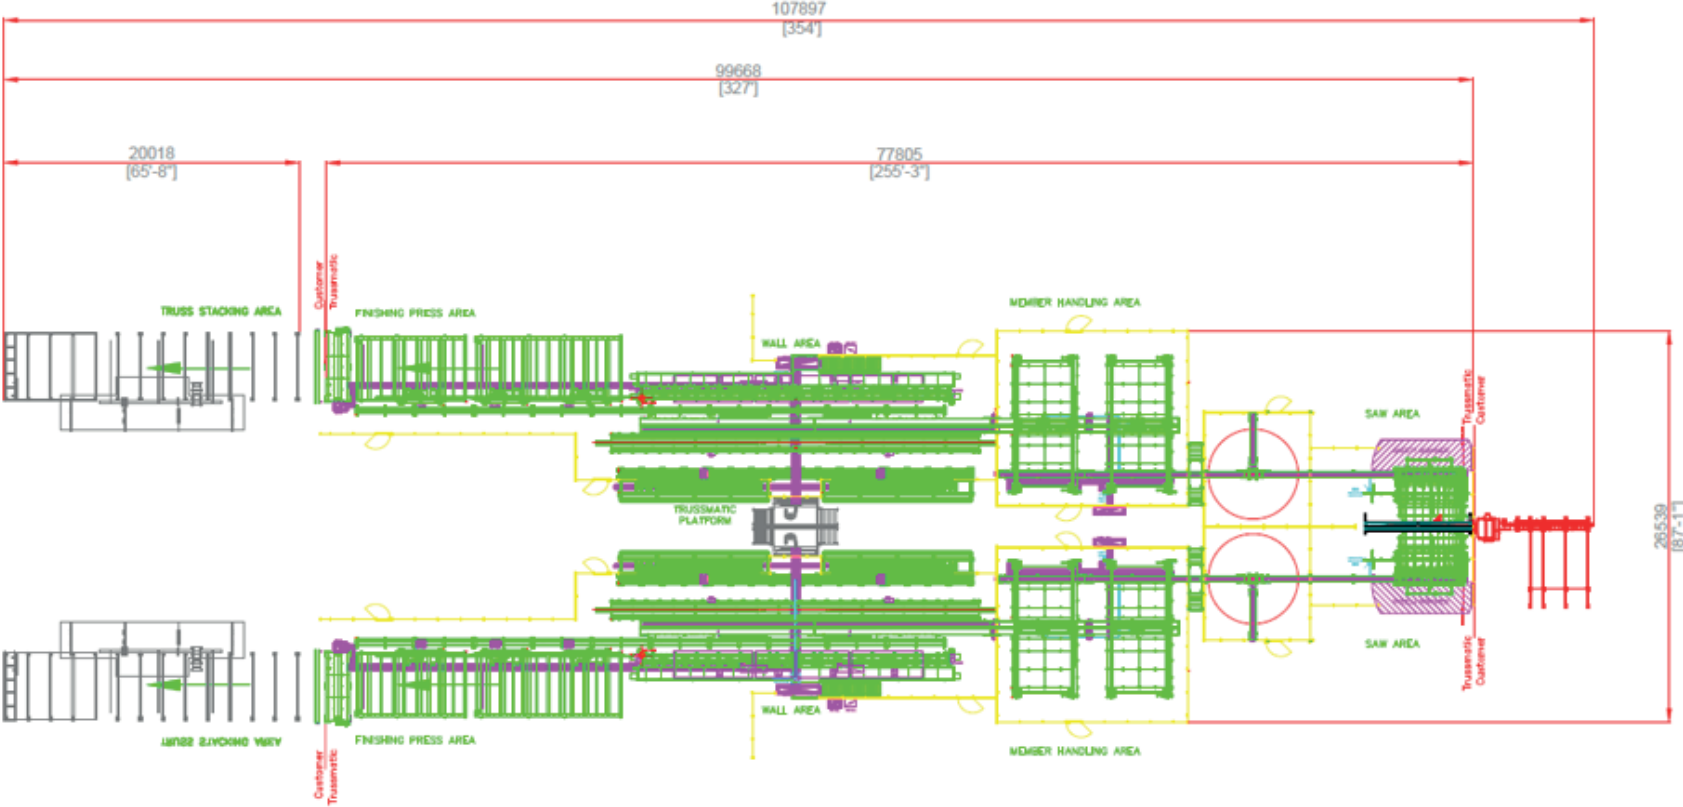 107897
[354']
99668
[327']
20018
[65'-8"]
77805
[255'-3"]
Customer
Trussmatic
TRUSS STACKING AREA
FINISHING PRESS AREA
MEMBER HANDLING AREA
WALL AREA
SAW AREA
Trussmatic
Customer
TRUSSMATIC
PLATFORM
26539
[87'-1"]
SAW AREA
Trussmatic
Customer
WALL AREA
TRUSS STACKING AREA
FINISHING PRESS AREA
MEMBER HANDLING AREA
Customer
Trussmatic